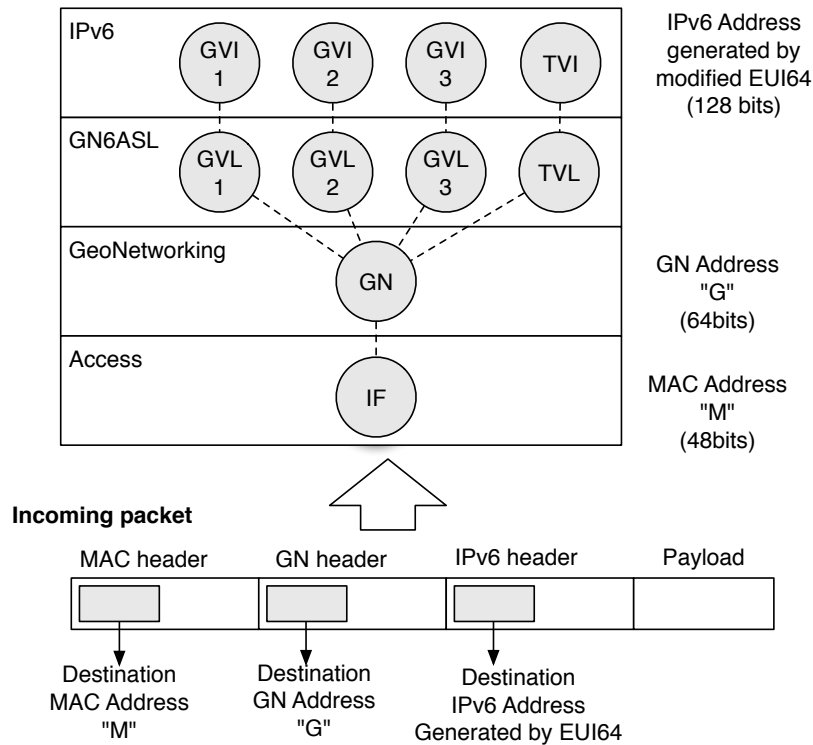 IPv6
GVI
1
GVI
2
GVI
3
TVI
IPv6 Address
generated by
modified EUI64
(128 bits)
GN6ASL
GVL
1
GVL
2
GVL
3
TVL
GeoNetworking
GN
GN Address
"G"
(64bits)
Access
IF
MAC Address
"M"
(48bits)
Incoming packet
MAC header
GN header
IPv6 header
Payload
Destination
MAC Address
"M"
Destination
GN Address
"G"
Destination
IPv6 Address
Generated by EUI64